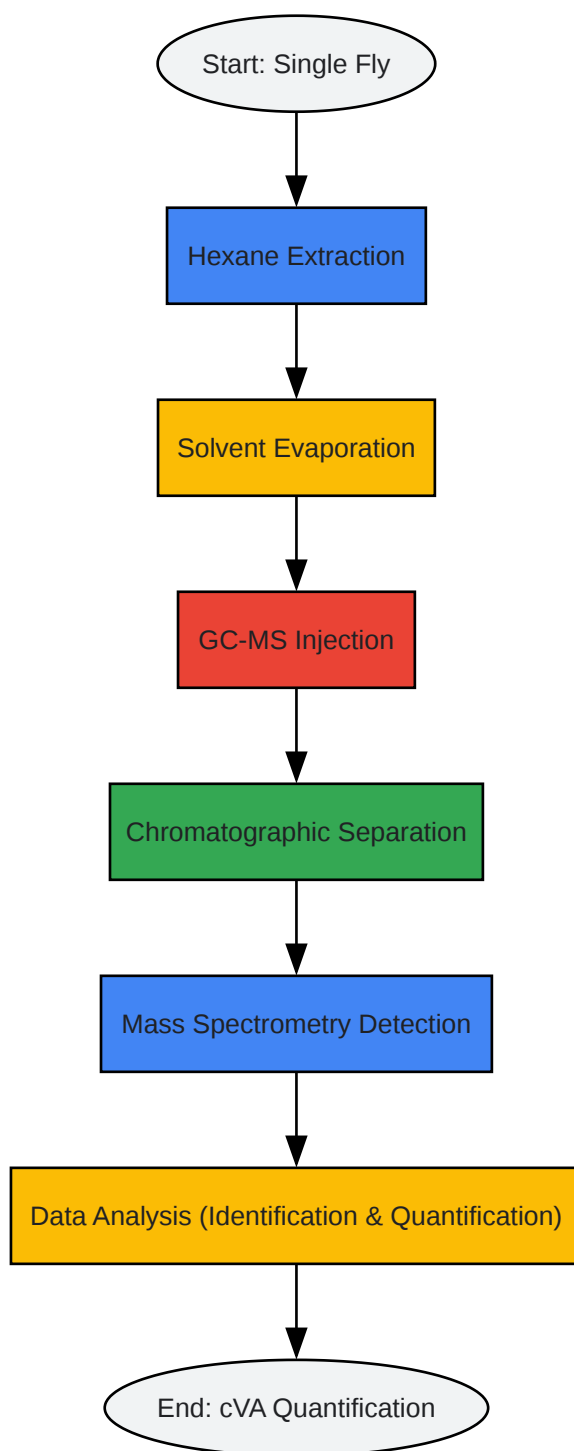 Start: Single Fly
Hexane Extraction
Solvent Evaporation
GC-MS Injection
Chromatographic Separation
Mass Spectrometry Detection
Data Analysis (Identification & Quantification)
End: cVA Quantification